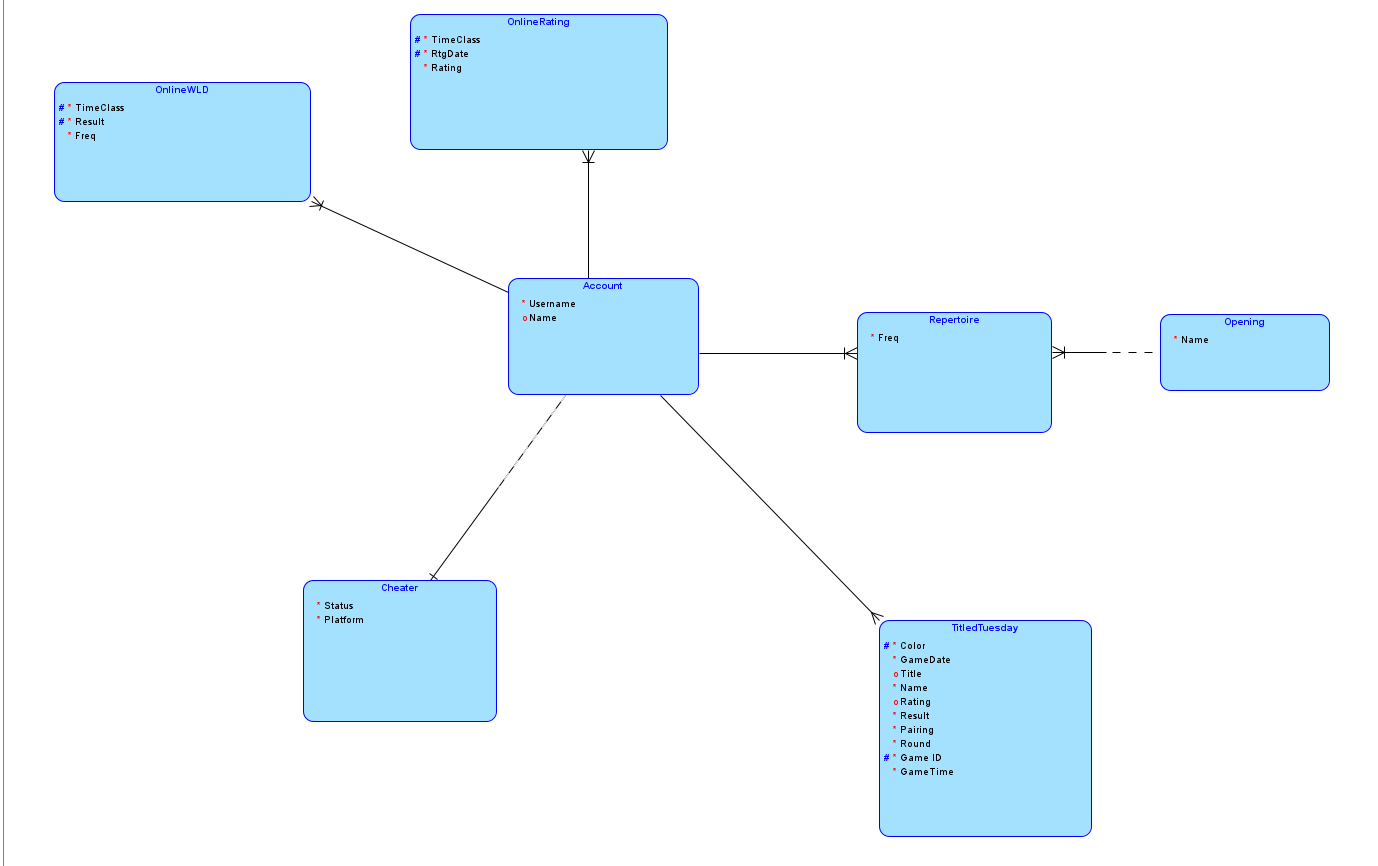 OnlineRating
# * TimeClass
# * RtgDate
* Rating
OnlineWLD
# * TimeClass
# * Result
* Freq
Account
* Username
o Name
Repertoire
* Freq
Opening
* Name
Cheater
* Status
* Platform
TitledTuesday
# * Color
* GameDate
o Title
* Name
o Rating
* Result
* Pairing
* Round
# * Game ID
* GameTime